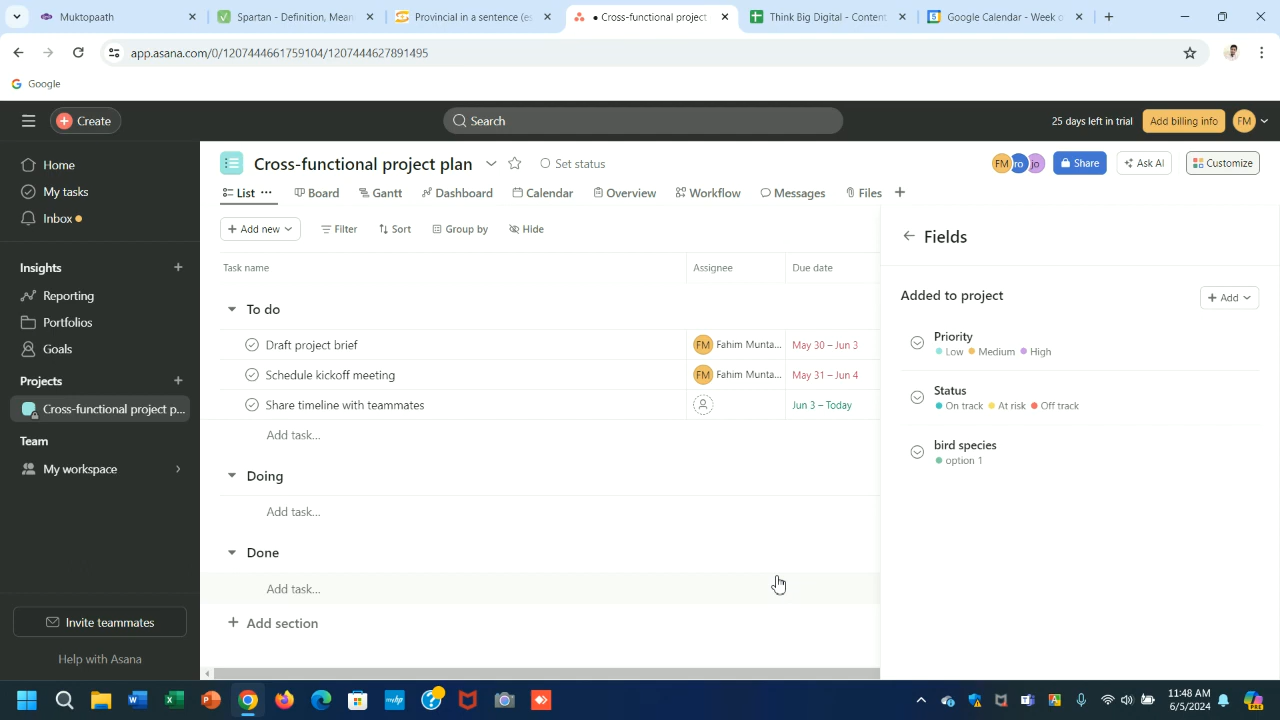 Muktopaath
Spartan - Definition, Mean
Provincial in a sentence (es
• Cross-functional project
Think Big Digital - Content
Google Calendar - Week o
app.asana.com/0/1207444661759104/1207444627891495
Google
Create
Search
25 days left in trial
Add billing info
FM
Home
My tasks
Inbox
Insights
Reporting
Portfolios
Goals
Projects
Cross-functional project p...
Team
My workspace
Invite teammates
Help with Asana
Cross-functional project plan
Set status
FM ro jo
Share
Ask AI
Customize
List
Board
Gantt
Dashboard
Calendar
Overview
Workflow
Messages
Files
+ Add new
Filter
Sort
Group by
Hide
Task name Assignee Due date
To do
Draft project brief FM Fahim Munta... May 30 – Jun 3
Schedule kickoff meeting FM Fahim Munta... May 31 – Jun 4
Share timeline with teammates Jun 3 – Today
Add task...
Doing
Add task...
Done
Add task...
+ Add section
Fields
Added to project
+ Add
Priority
Low Medium High
Status
On track At risk Off track
bird species
option 1
11:48 AM
6/5/2024